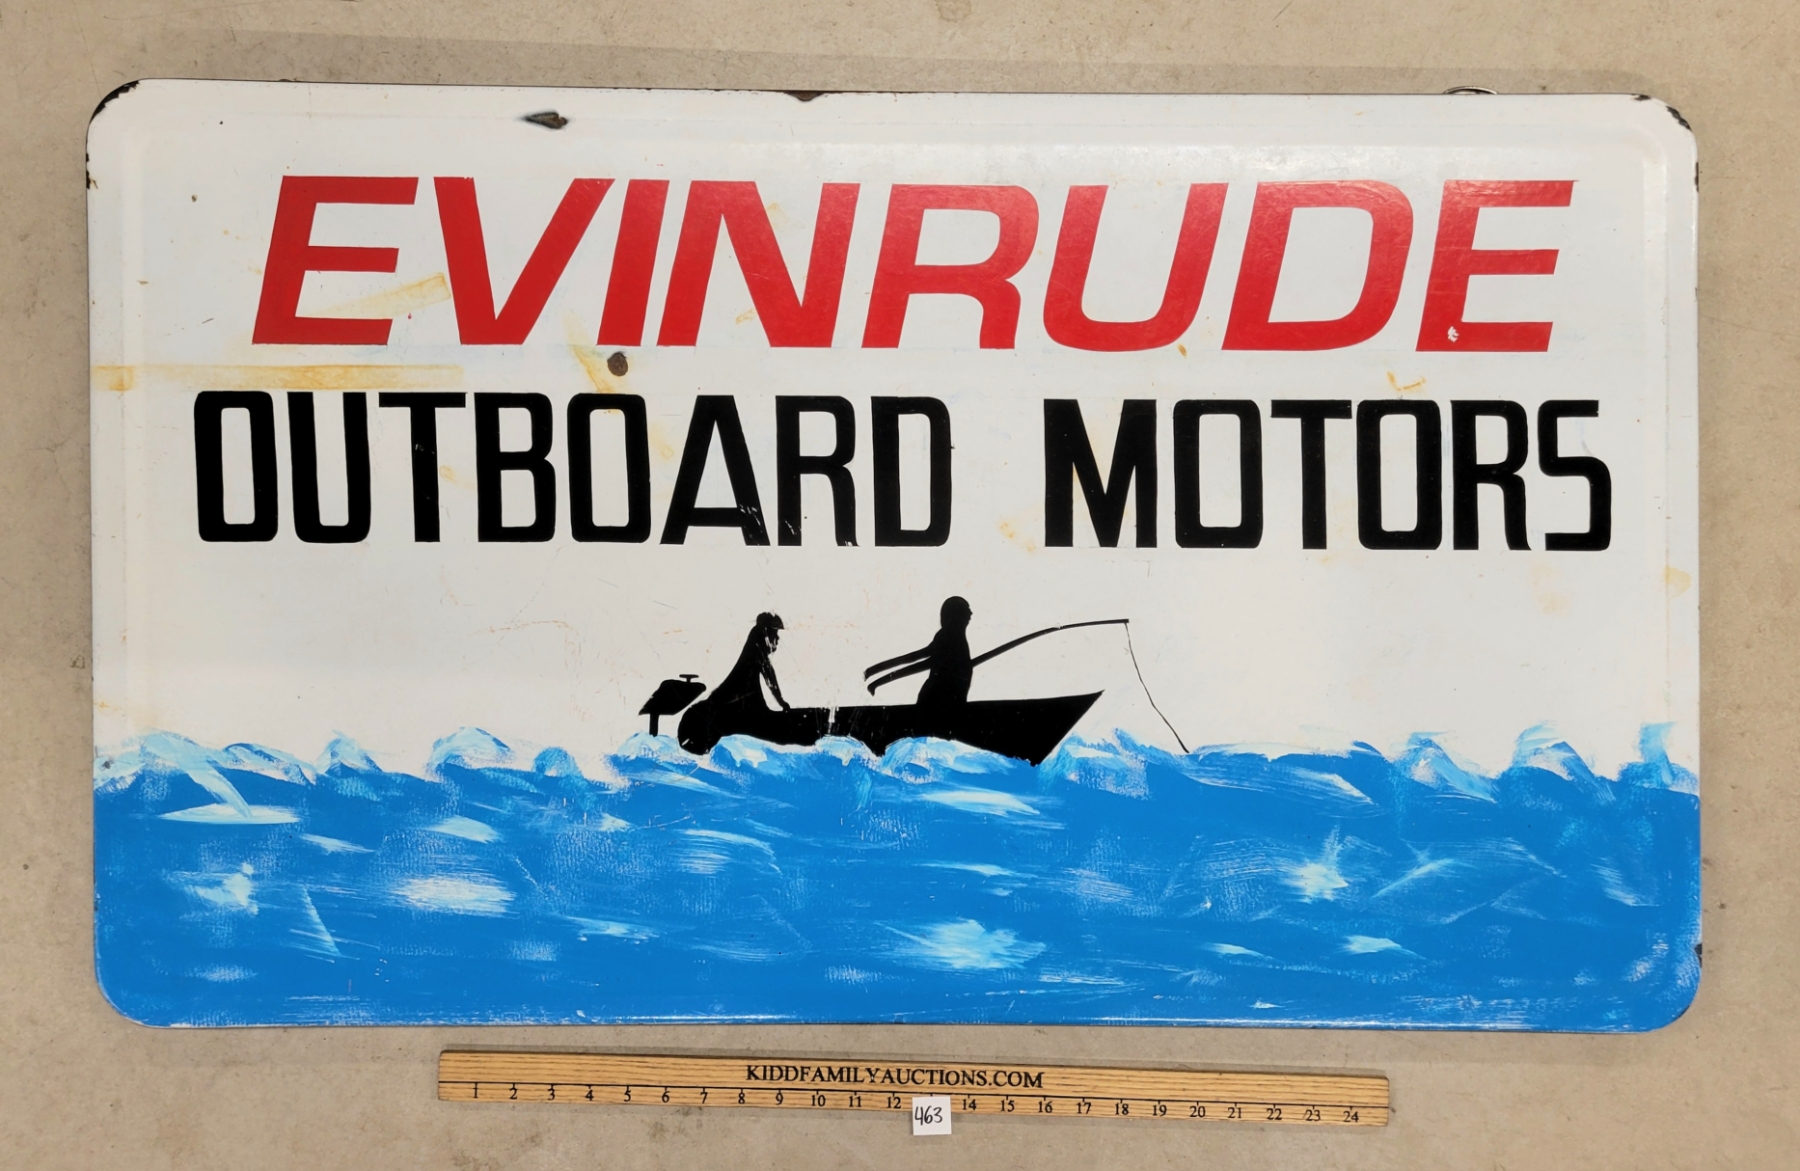 EVINRUDE
OUTBOARD MOTORS
KIDDFAMILYAUCTIONS.COM
1 2 3 4 5 6 7 8 9 10 11 12 14 15 16 17 18 19 20 21 22 23 24
463